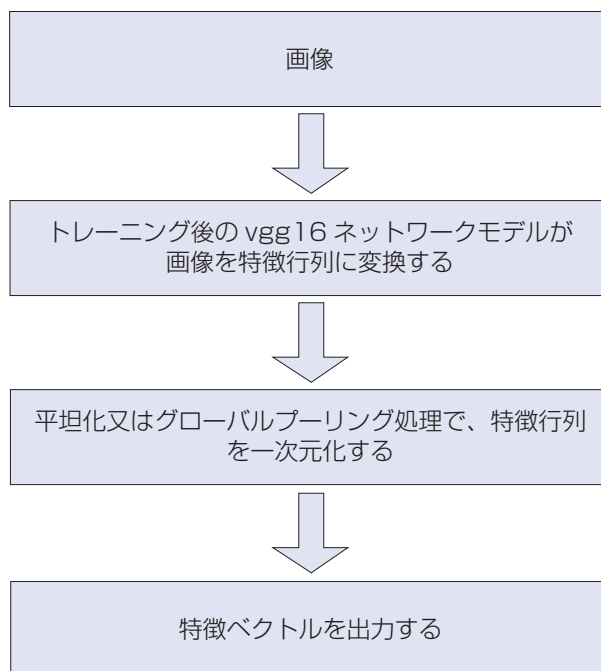 画像
トレーニング後の vgg16 ネットワークモデルが
画像を特徴行列に変換する
平坦化又はグローバルプーリング処理で、特徴行列
を一次元化する
特徴ベクトルを出力する